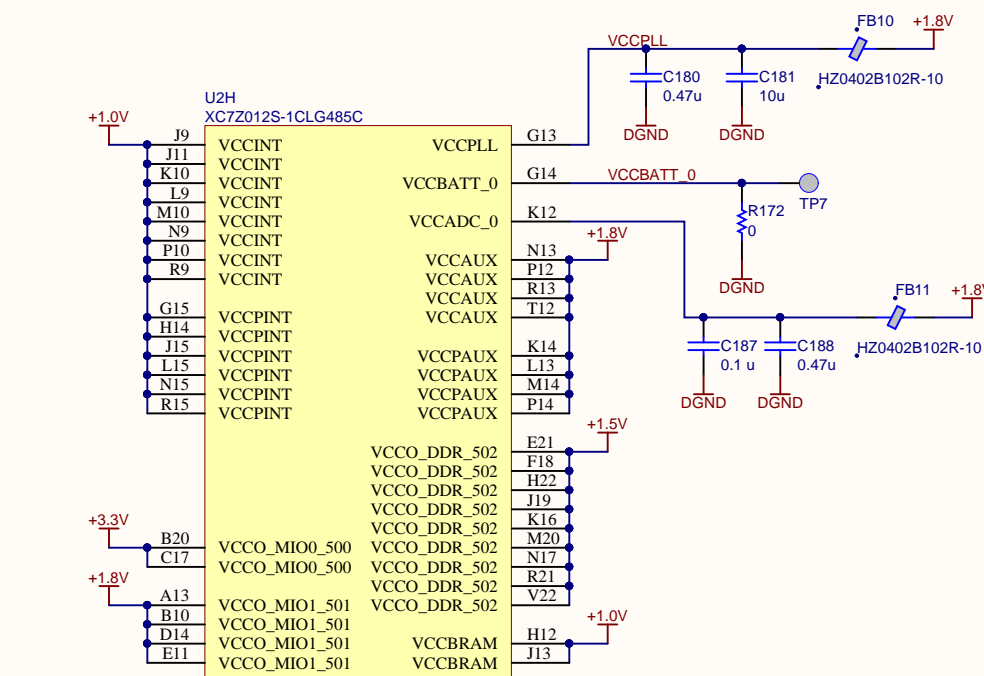 FB10
+1.8V
VCCPLL
C180
0.47u
C181
10u
HZ0402B102R-10
DGND
DGND
U2H
XC7Z012S-1CLG485C
+1.0V
J9 VCCINT
J11 VCCINT
K10 VCCINT
L9 VCCINT
M10 VCCINT
N9 VCCINT
P10 VCCINT
R9 VCCINT
G15 VCCPINT
H14 VCCPINT
J15 VCCPINT
L15 VCCPINT
N15 VCCPINT
R15 VCCPINT
+3.3V
B20 VCCO_MIO0_500
C17 VCCO_MIO0_500
+1.8V
A13 VCCO_MIO1_501
B10 VCCO_MIO1_501
D14 VCCO_MIO1_501
E11 VCCO_MIO1_501
VCCPLL G13
VCCBATT_0 G14
VCCBATT_0
TP7
R172
0
DGND
VCCADC_0 K12
+1.8V
VCCAUX N13
VCCAUX P12
VCCAUX R13
VCCAUX T12
VCCPAUX K14
VCCPAUX L13
VCCPAUX M14
VCCPAUX P14
FB11
+1.8V
HZ0402B102R-10
C187
0.1 u
C188
0.47u
DGND
DGND
+1.5V
VCCO_DDR_502 E21
VCCO_DDR_502 F18
VCCO_DDR_502 H22
VCCO_DDR_502 J19
VCCO_DDR_502 K16
VCCO_DDR_502 M20
VCCO_DDR_502 N17
VCCO_DDR_502 R21
VCCO_DDR_502 V22
+1.0V
VCCBRAM H12
VCCBRAM J13